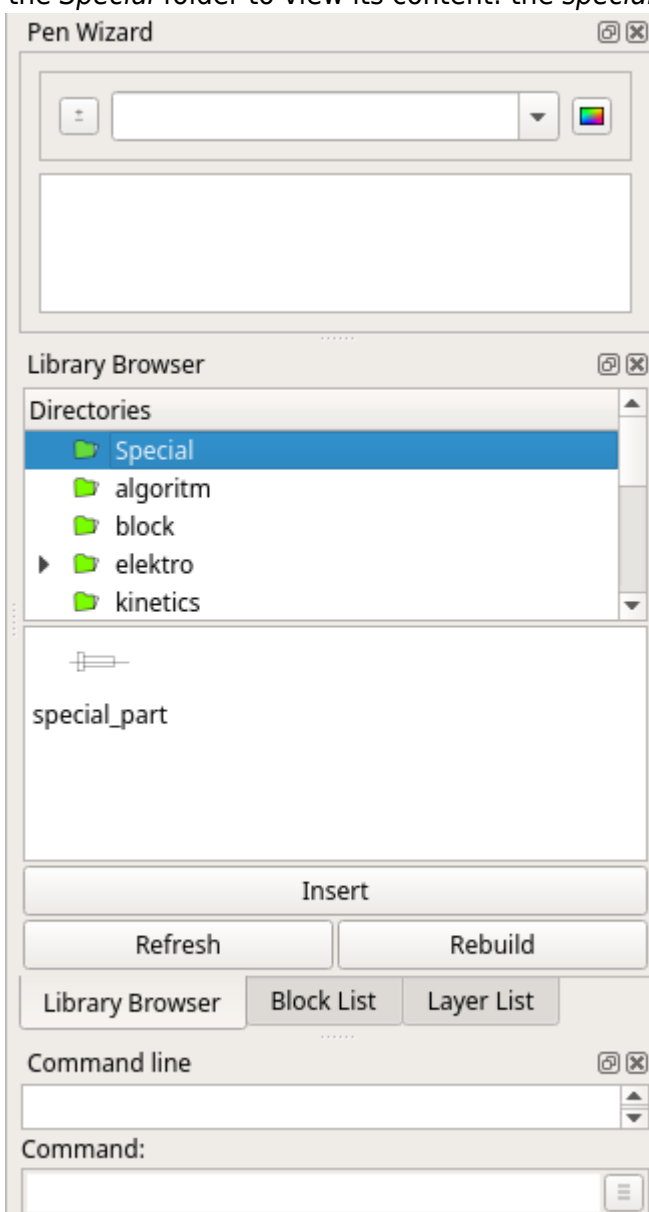 the Special folder to view its content: the special
Pen Wizard
Library Browser
Directories
Special
algoritm
block
elektro
kinetics
special_part
Insert
Refresh Rebuild
Library Browser Block List Layer List
Command line
Command: